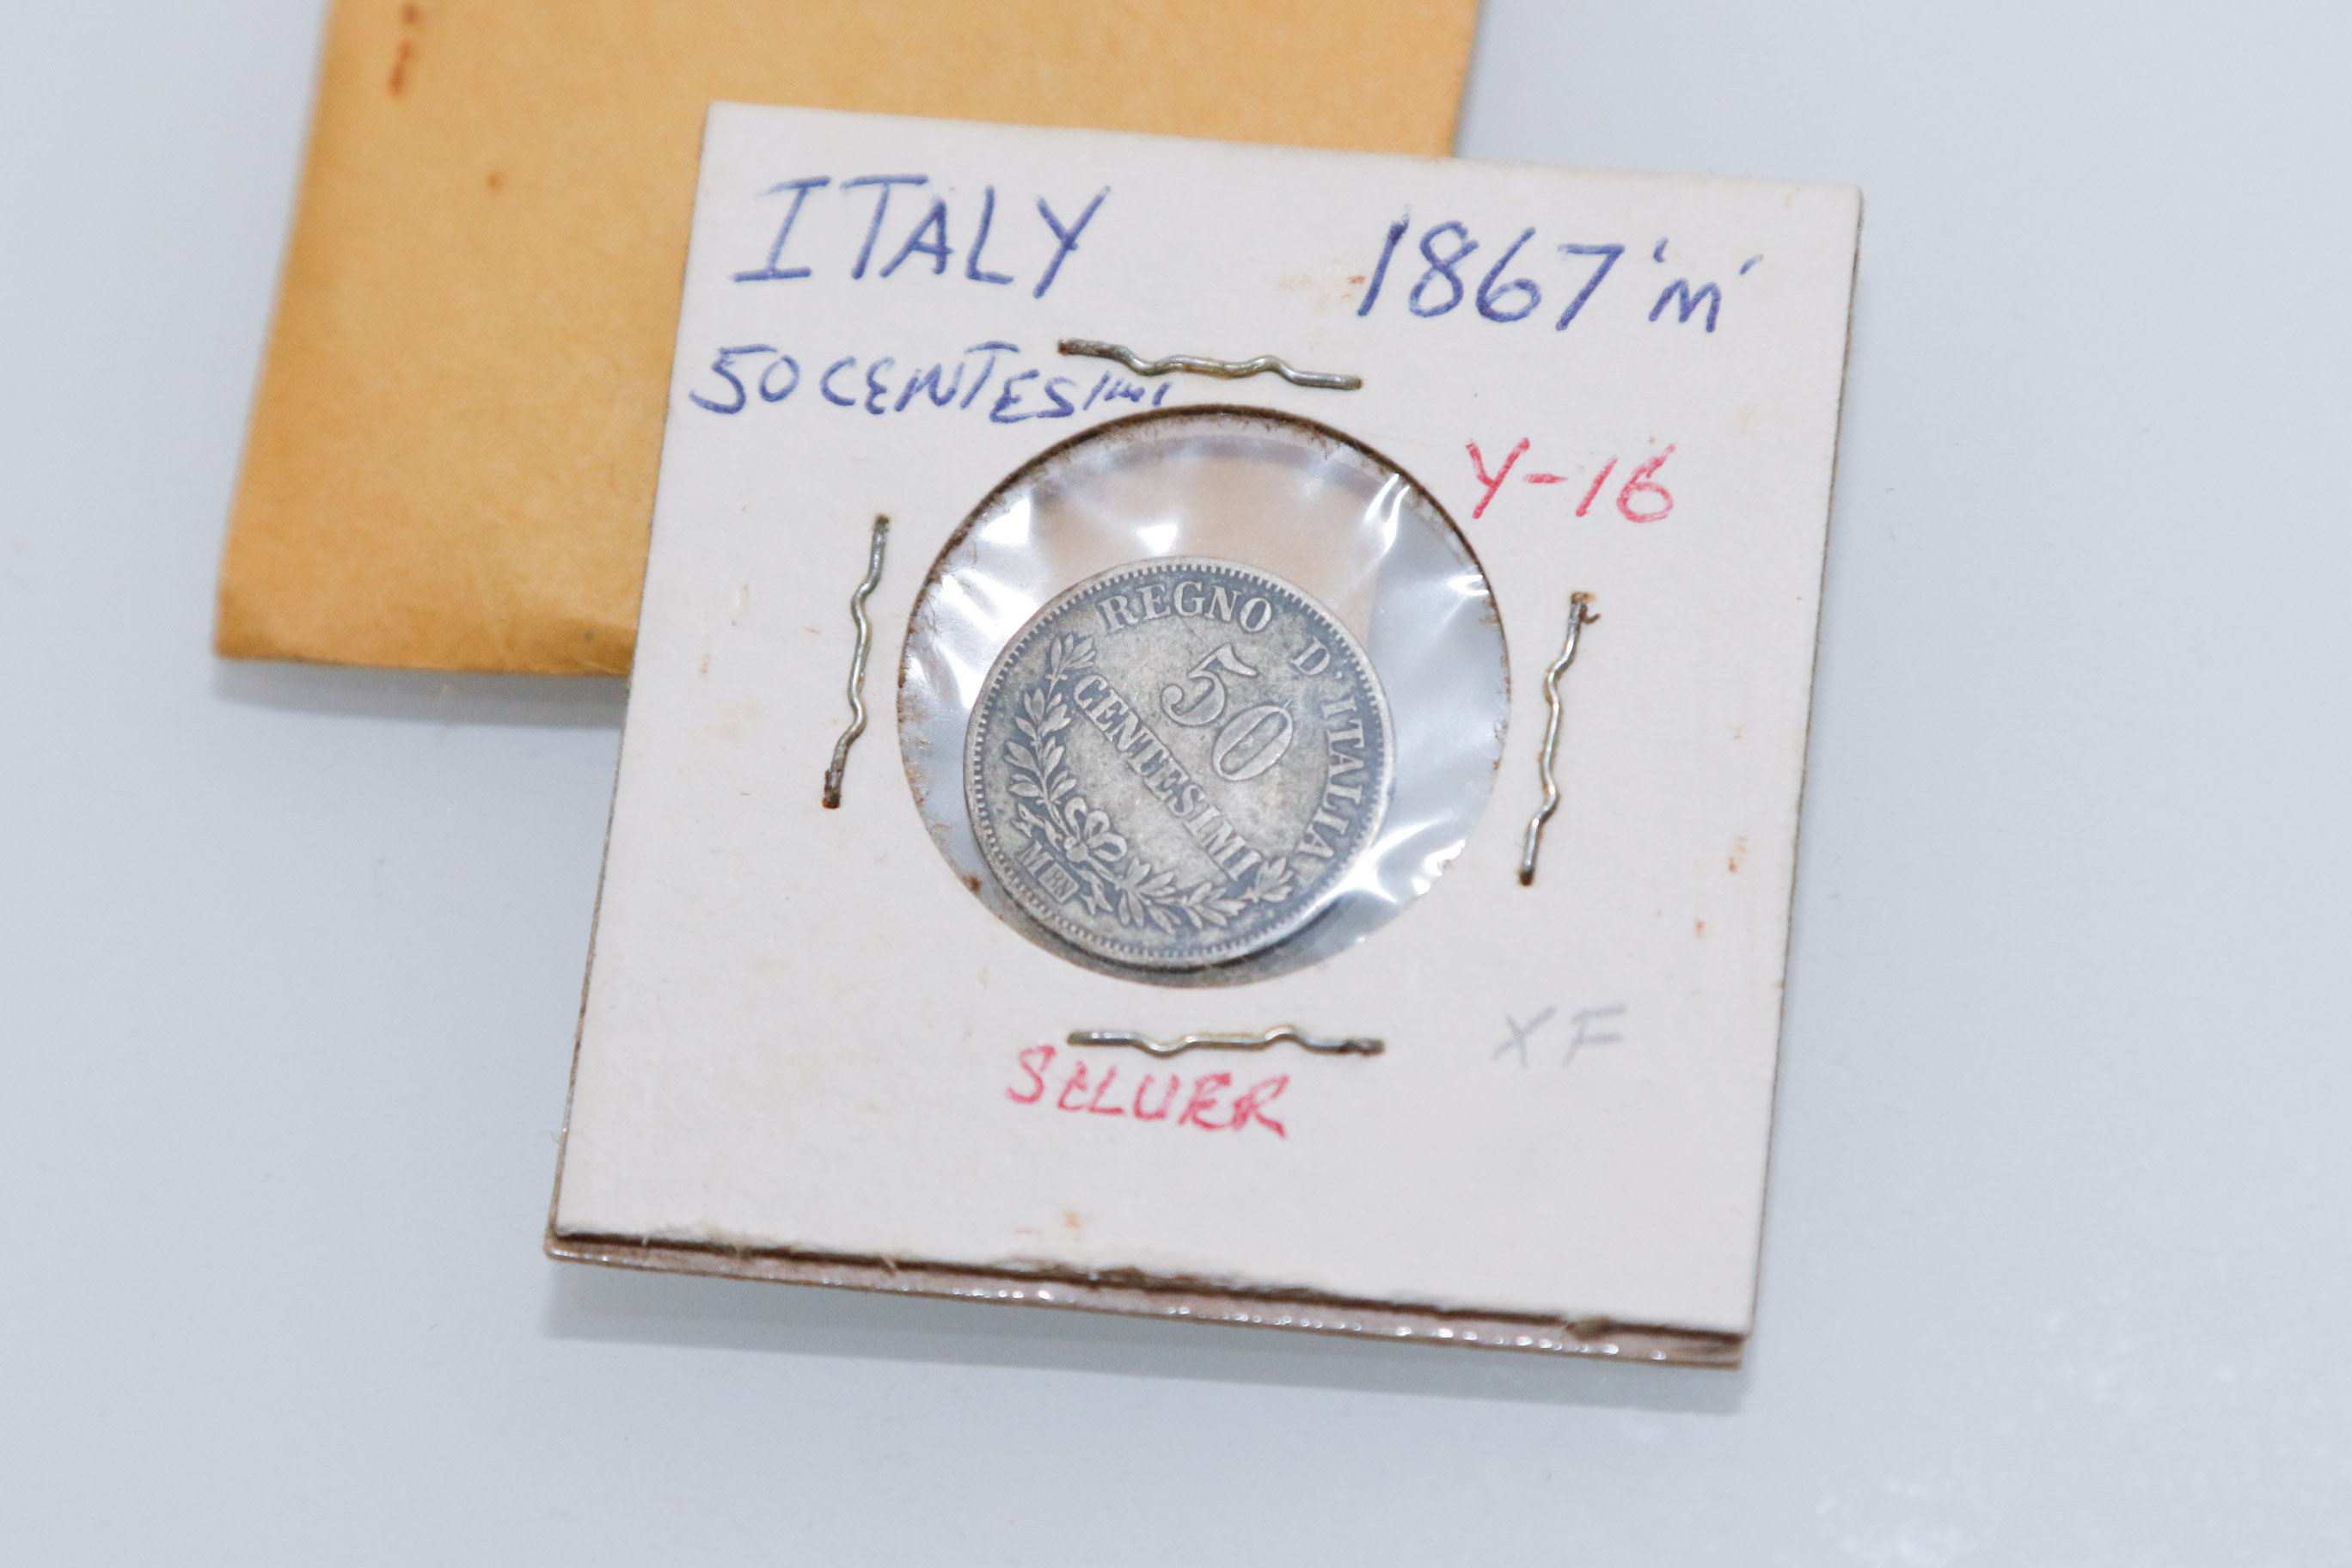 ITALY 1867 'M'
50 CENTESIMI
Y-16
REGNO D'ITALIA
50
CENTESIMI
M BN
SILVER
XF